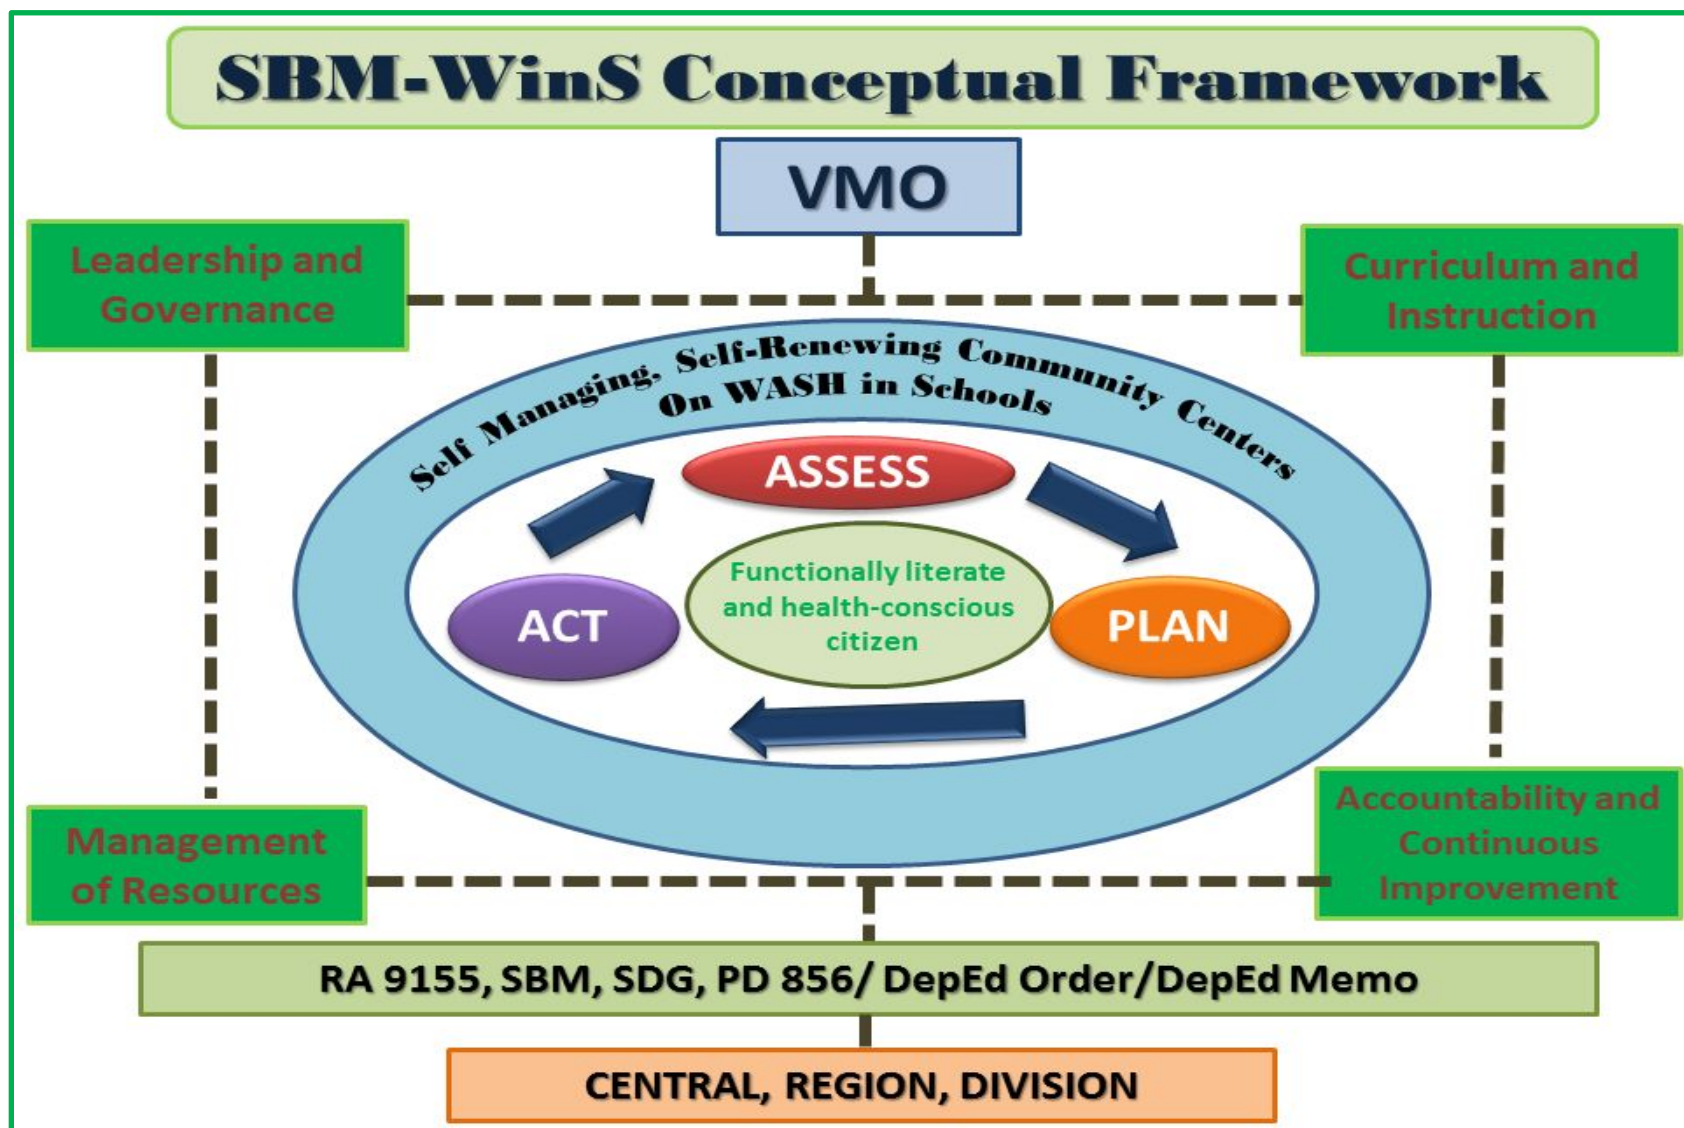 SBM-WinS Conceptual Framework
VMO
Leadership and
Governance
Curriculum and
Instruction
Self Managing, Self-Renewing Community Centers
On WASH in Schools
ASSESS
Functionally literate
and health-conscious
citizen
ACT
PLAN
Management
of Resources
Accountability and
Continuous
Improvement
RA 9155, SBM, SDG, PD 856/ DepEd Order/DepEd Memo
CENTRAL, REGION, DIVISION